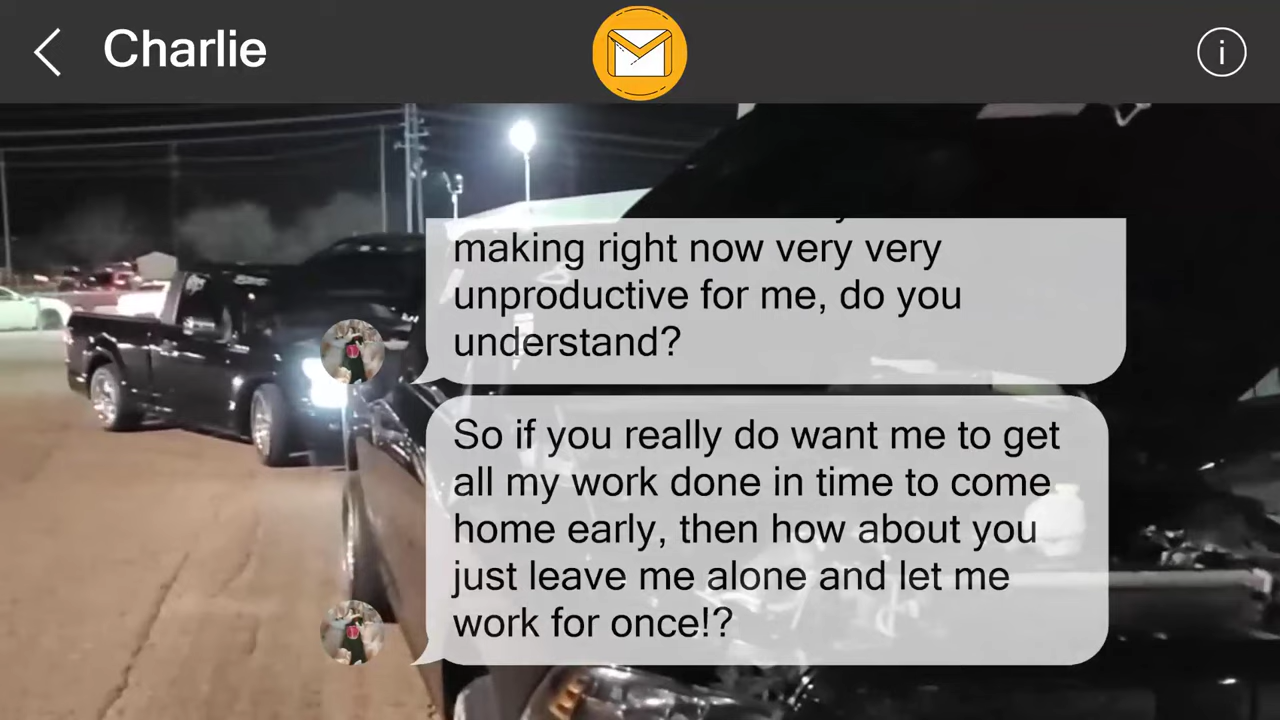 Charlie
making right now very very
unproductive for me, do you
understand?
So if you really do want me to get
all my work done in time to come
home early, then how about you
just leave me alone and let me
work for once!?